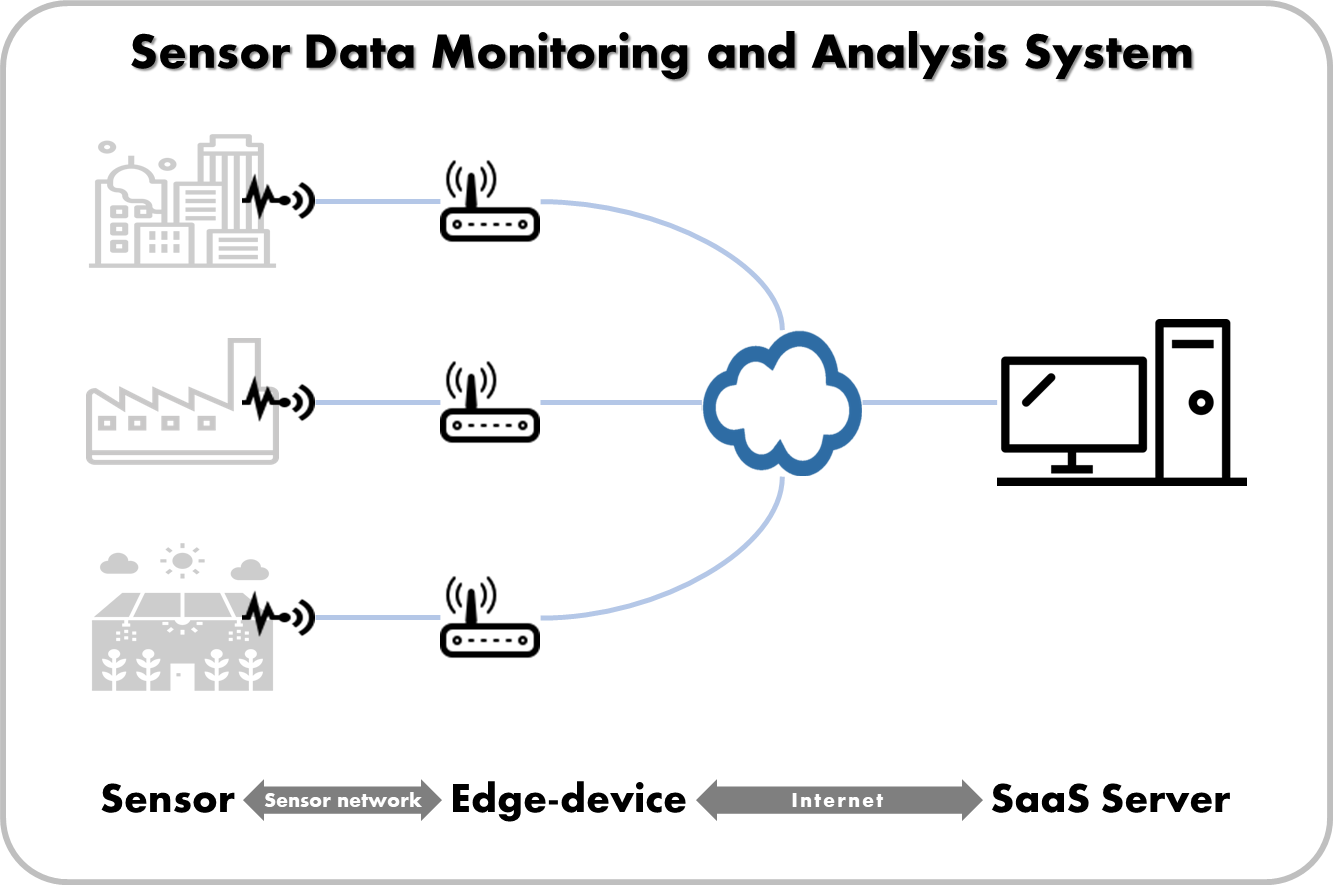 Sensor Data Monitoring and Analysis System
Sensor Sensor network Edge-device Internet SaaS Server